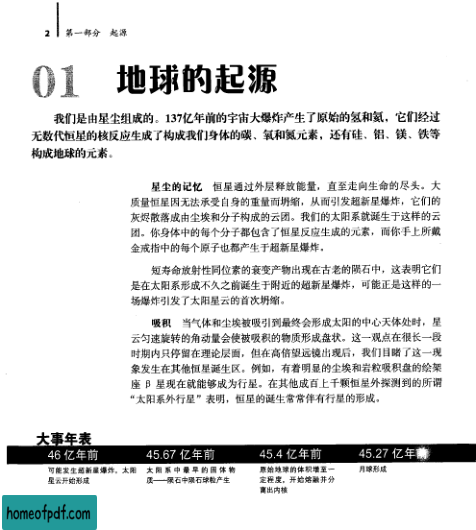 2 第一部分 起源
01 地球的起源
我们是由星尘组成的。137亿年前的宇宙大爆炸产生了原始的氢和氦，它们经过
无数代恒星的核反应生成了构成我们身体的碳、氧和氮元素，还有硅、铝、镁、铁等
构成地球的元素。
星尘的记忆 恒星通过外层释放能量，直至走向生命的尽头。大
质量恒星因无法承受自身的重量而坍缩，从而引发超新星爆炸，它们的
灰烬散落成由尘埃和分子构成的云团。我们的太阳系就诞生于这样的云
团。你身体中的每个分子都包含了恒星反应生成的元素，而你手上所戴
金戒指中的每个原子也都产生于超新星爆炸。
短寿命放射性同位素的衰变产物出现在古老的陨石中，这表明它们
是在太阳系形成不久之前诞生于附近的超新星爆炸，可能正是这样的一
场爆炸引发了太阳星云的首次坍缩。
吸积 当气体和尘埃被吸引到最终会形成太阳的中心天体处时，星
云匀速旋转的角动量会使被吸积的物质形成盘状。这一观点在很长一段
时期内只停留在理论层面，但在高倍望远镜出现后，我们目睹了这一现
象发生在其他恒星诞生区。例如，有着明显的尘埃和岩粒吸积盘的绘架
座 β 星现在就能够成为行星。在其他成百上千颗恒星外探测到的所谓
“太阳系外行星”表明，恒星的诞生常常伴有行星的形成。
大事年表
46 亿年前 45.67 亿年前 45.4 亿年前 45.27 亿年前
可能发生超新星爆炸，太阳 太阳系中最早的固体物 原始地球的体积增至一 月球形成
星云开始形成 质——陨石中陨石球粒产生 定程度，开始熔融并分
离出内核
homeofpdf.com